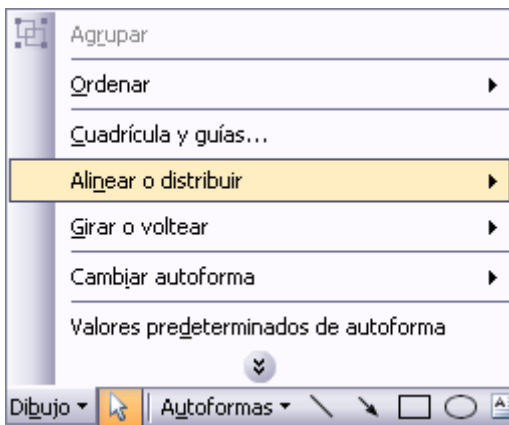 Agrupar
Ordenar
Cuadrícula y guías...
Alinear o distribuir
Girar o voltear
Cambiar autoforma
Valores predeterminados de autoforma
Dibujo Autoformas A